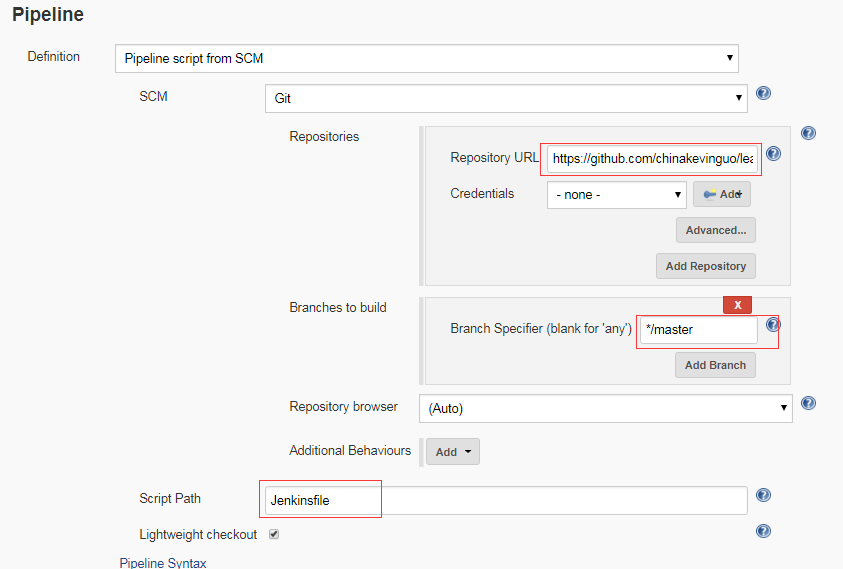 Pipeline
Definition
Pipeline script from SCM
SCM
Git
Repositories
Repository URL https://github.com/chinakevinguo/lea
Credentials - none - Add
Advanced...
Add Repository
Branches to build
X
Branch Specifier (blank for 'any') */master
Add Branch
Repository browser (Auto)
Additional Behaviours Add
Script Path Jenkinsfile
Lightweight checkout
Pipeline Syntax